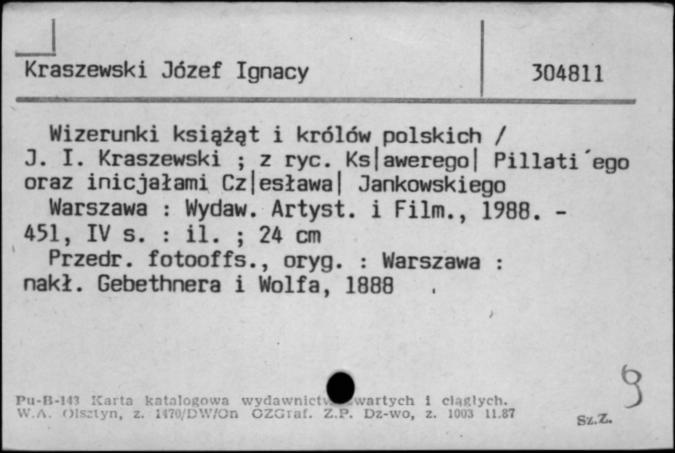 Kraszewski Józef Ignacy
304811
Wizerunki książąt i królów polskich /
J. I. Kraszewski ; z ryc. Ks|awerego| Pillati´ego
oraz inicjałami Cz|esława| Jankowskiego
Warszawa : Wydaw. Artyst. i Film., 1988. -
451, IV s. : il. ; 24 cm
Przedr. fotooffs., oryg. : Warszawa :
nakł. Gebethnera i Wolfa, 1888
Pu-B-143 Karta katalogowa wydawnictw zwartych i ciągłych.
W.A. Olsztyn, z. 1470/DW/On OZGraf. Z.P. Dz-wo, z. 1003 11.87
Sz.Z.